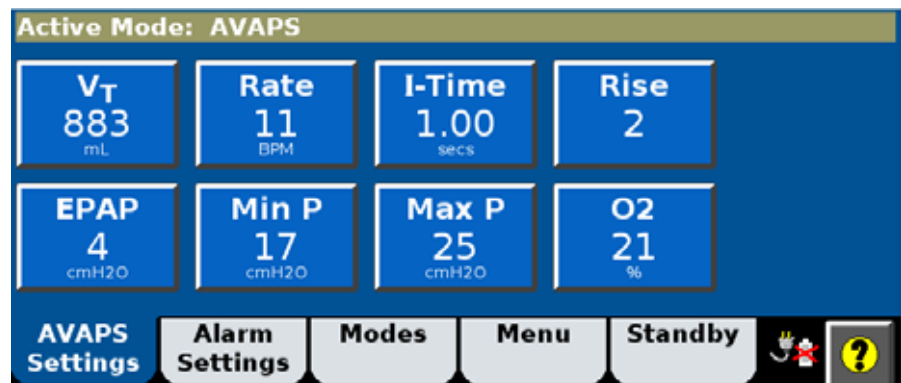 Active Mode: AVAPS
VT Rate I-Time Rise
883 11 1.00 2
mL BPM secs
EPAP Min P Max P O2
4 17 25 21
cmH2O cmH2O cmH2O %
AVAPS Alarm Modes Menu Standby
Settings Settings ?